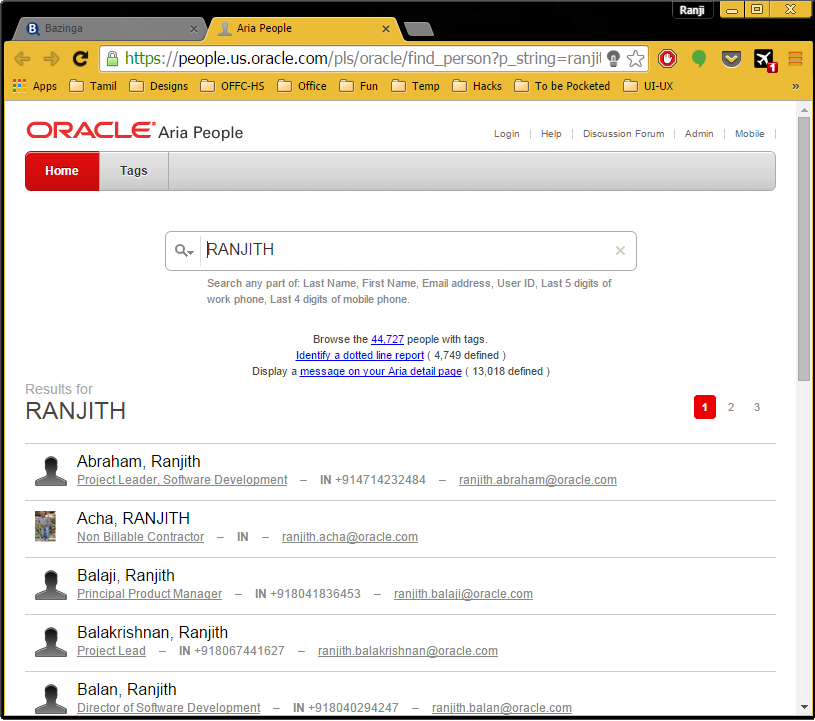 Ranji
Bazinga
Aria People
https://people.us.oracle.com/pls/oracle/find_person?p_string=ranjit
1
Apps Tamil Designs OFFC-HS Office Fun Temp Hacks To be Pocketed UI-UX »
ORACLE Aria People
Login Help Discussion Forum Admin Mobile
Home Tags
RANJITH
Search any part of: Last Name, First Name, Email address, User ID, Last 5 digits of
work phone, Last 4 digits of mobile phone.
Browse the 44,727 people with tags.
Identify a dotted line report ( 4,749 defined )
Display a message on your Aria detail page ( 13,018 defined )
Results for
RANJITH
1 2 3
Abraham, Ranjith
Project Leader, Software Development – IN +914714232484 – ranjith.abraham@oracle.com
Acha, RANJITH
Non Billable Contractor – IN – ranjith.acha@oracle.com
Balaji, Ranjith
Principal Product Manager – IN +918041836453 – ranjith.balaji@oracle.com
Balakrishnan, Ranjith
Project Lead – IN +918067441627 – ranjith.balakrishnan@oracle.com
Balan, Ranjith
Director of Software Development – IN +918040294247 – ranjith.balan@oracle.com